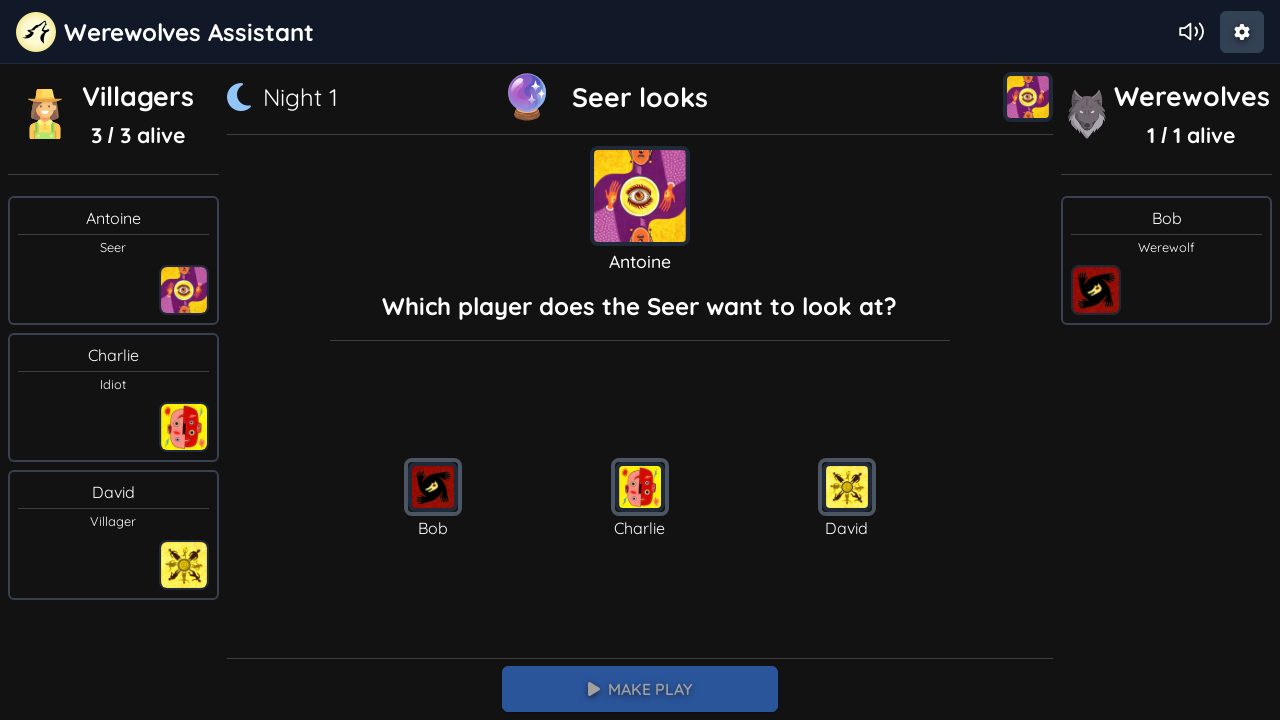 Werewolves Assistant
Villagers
3 / 3 alive
Night 1
Seer looks
Werewolves
1 / 1 alive
Antoine
Seer
Charlie
Idiot
David
Villager
Antoine
Which player does the Seer want to look at?
Bob
Charlie
David
MAKE PLAY
Bob
Werewolf